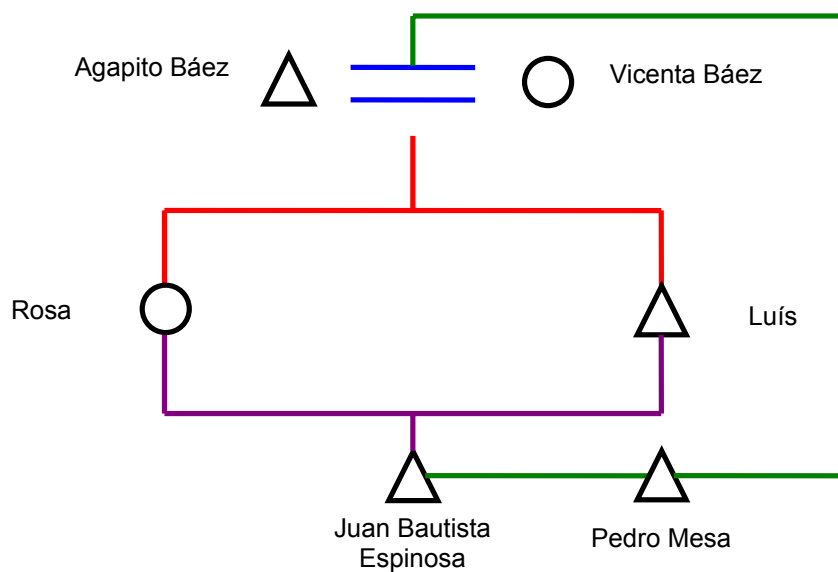 Agapito Báez
Vicenta Báez
Rosa
Luís
Juan Bautista
Espinosa
Pedro Mesa